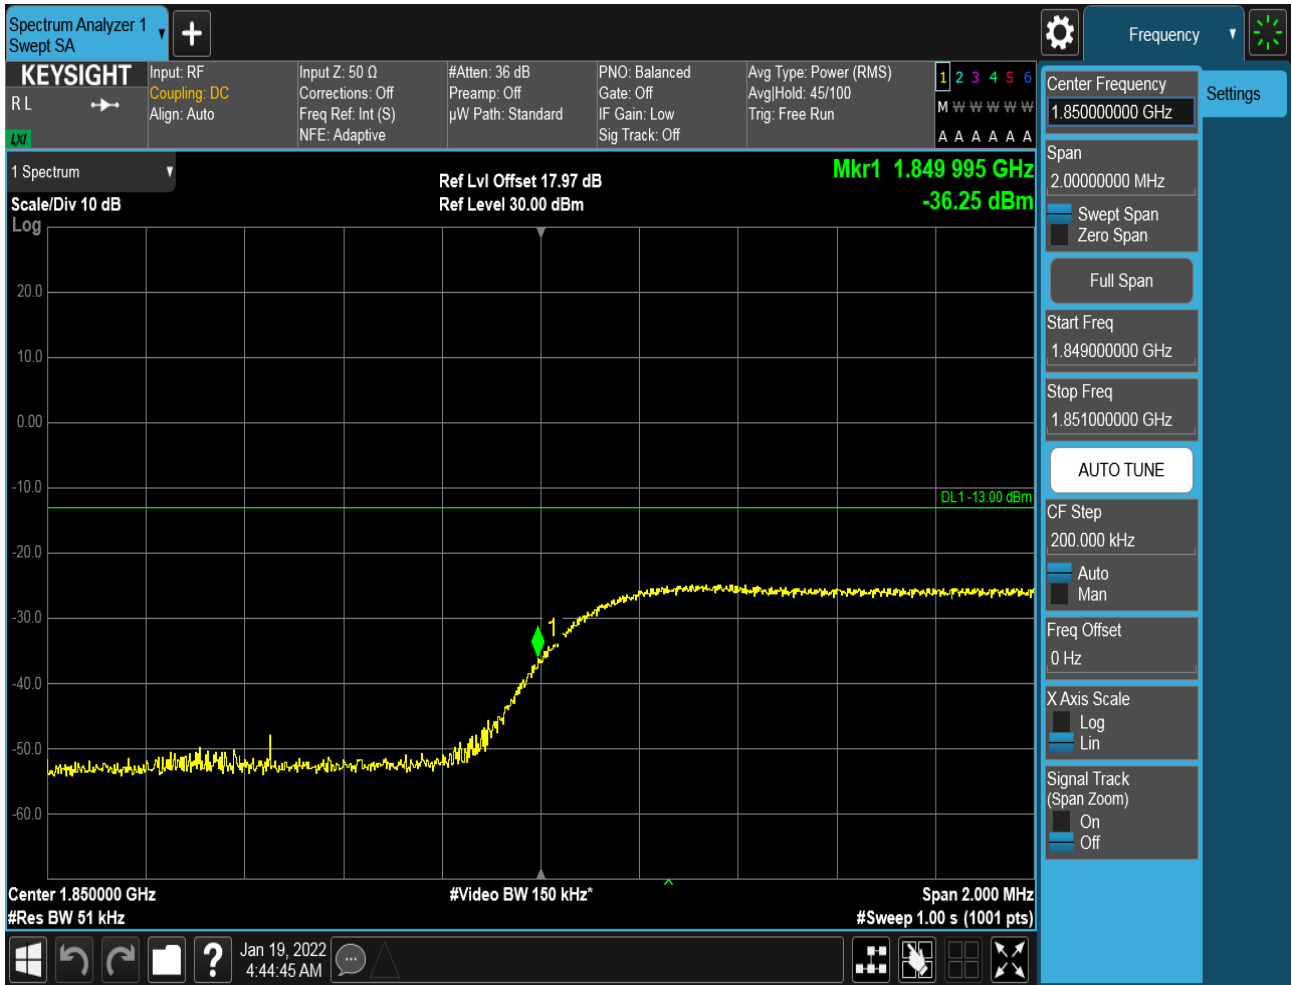 Spectrum Analyzer 1
Swept SA
Frequency
KEYSIGHT
R L
LXI
Input: RF
Coupling: DC
Align: Auto
Input Z: 50 Ω
Corrections: Off
Freq Ref: Int (S)
NFE: Adaptive
#Atten: 36 dB
Preamp: Off
µW Path: Standard
PNO: Balanced
Gate: Off
IF Gain: Low
Sig Track: Off
Avg Type: Power (RMS)
Avg|Hold: 45/100
Trig: Free Run
1 2 3 4 5 6
M W W W W W
A A A A A A
1 Spectrum
Scale/Div 10 dB
Log
Ref Lvl Offset 17.97 dB
Ref Level 30.00 dBm
Mkr1 1.849 995 GHz
-36.25 dBm
20.0
10.0
0.00
-10.0
-20.0
-30.0
-40.0
-50.0
-60.0
DL1 -13.00 dBm
1
Center 1.850000 GHz
#Res BW 51 kHz
#Video BW 150 kHz*
Span 2.000 MHz
#Sweep 1.00 s (1001 pts)
Jan 19, 2022
4:44:45 AM
Center Frequency
1.850000000 GHz
Settings
Span
2.00000000 MHz
Swept Span
Zero Span
Full Span
Start Freq
1.849000000 GHz
Stop Freq
1.851000000 GHz
AUTO TUNE
CF Step
200.000 kHz
Auto
Man
Freq Offset
0 Hz
X Axis Scale
Log
Lin
Signal Track
(Span Zoom)
On
Off